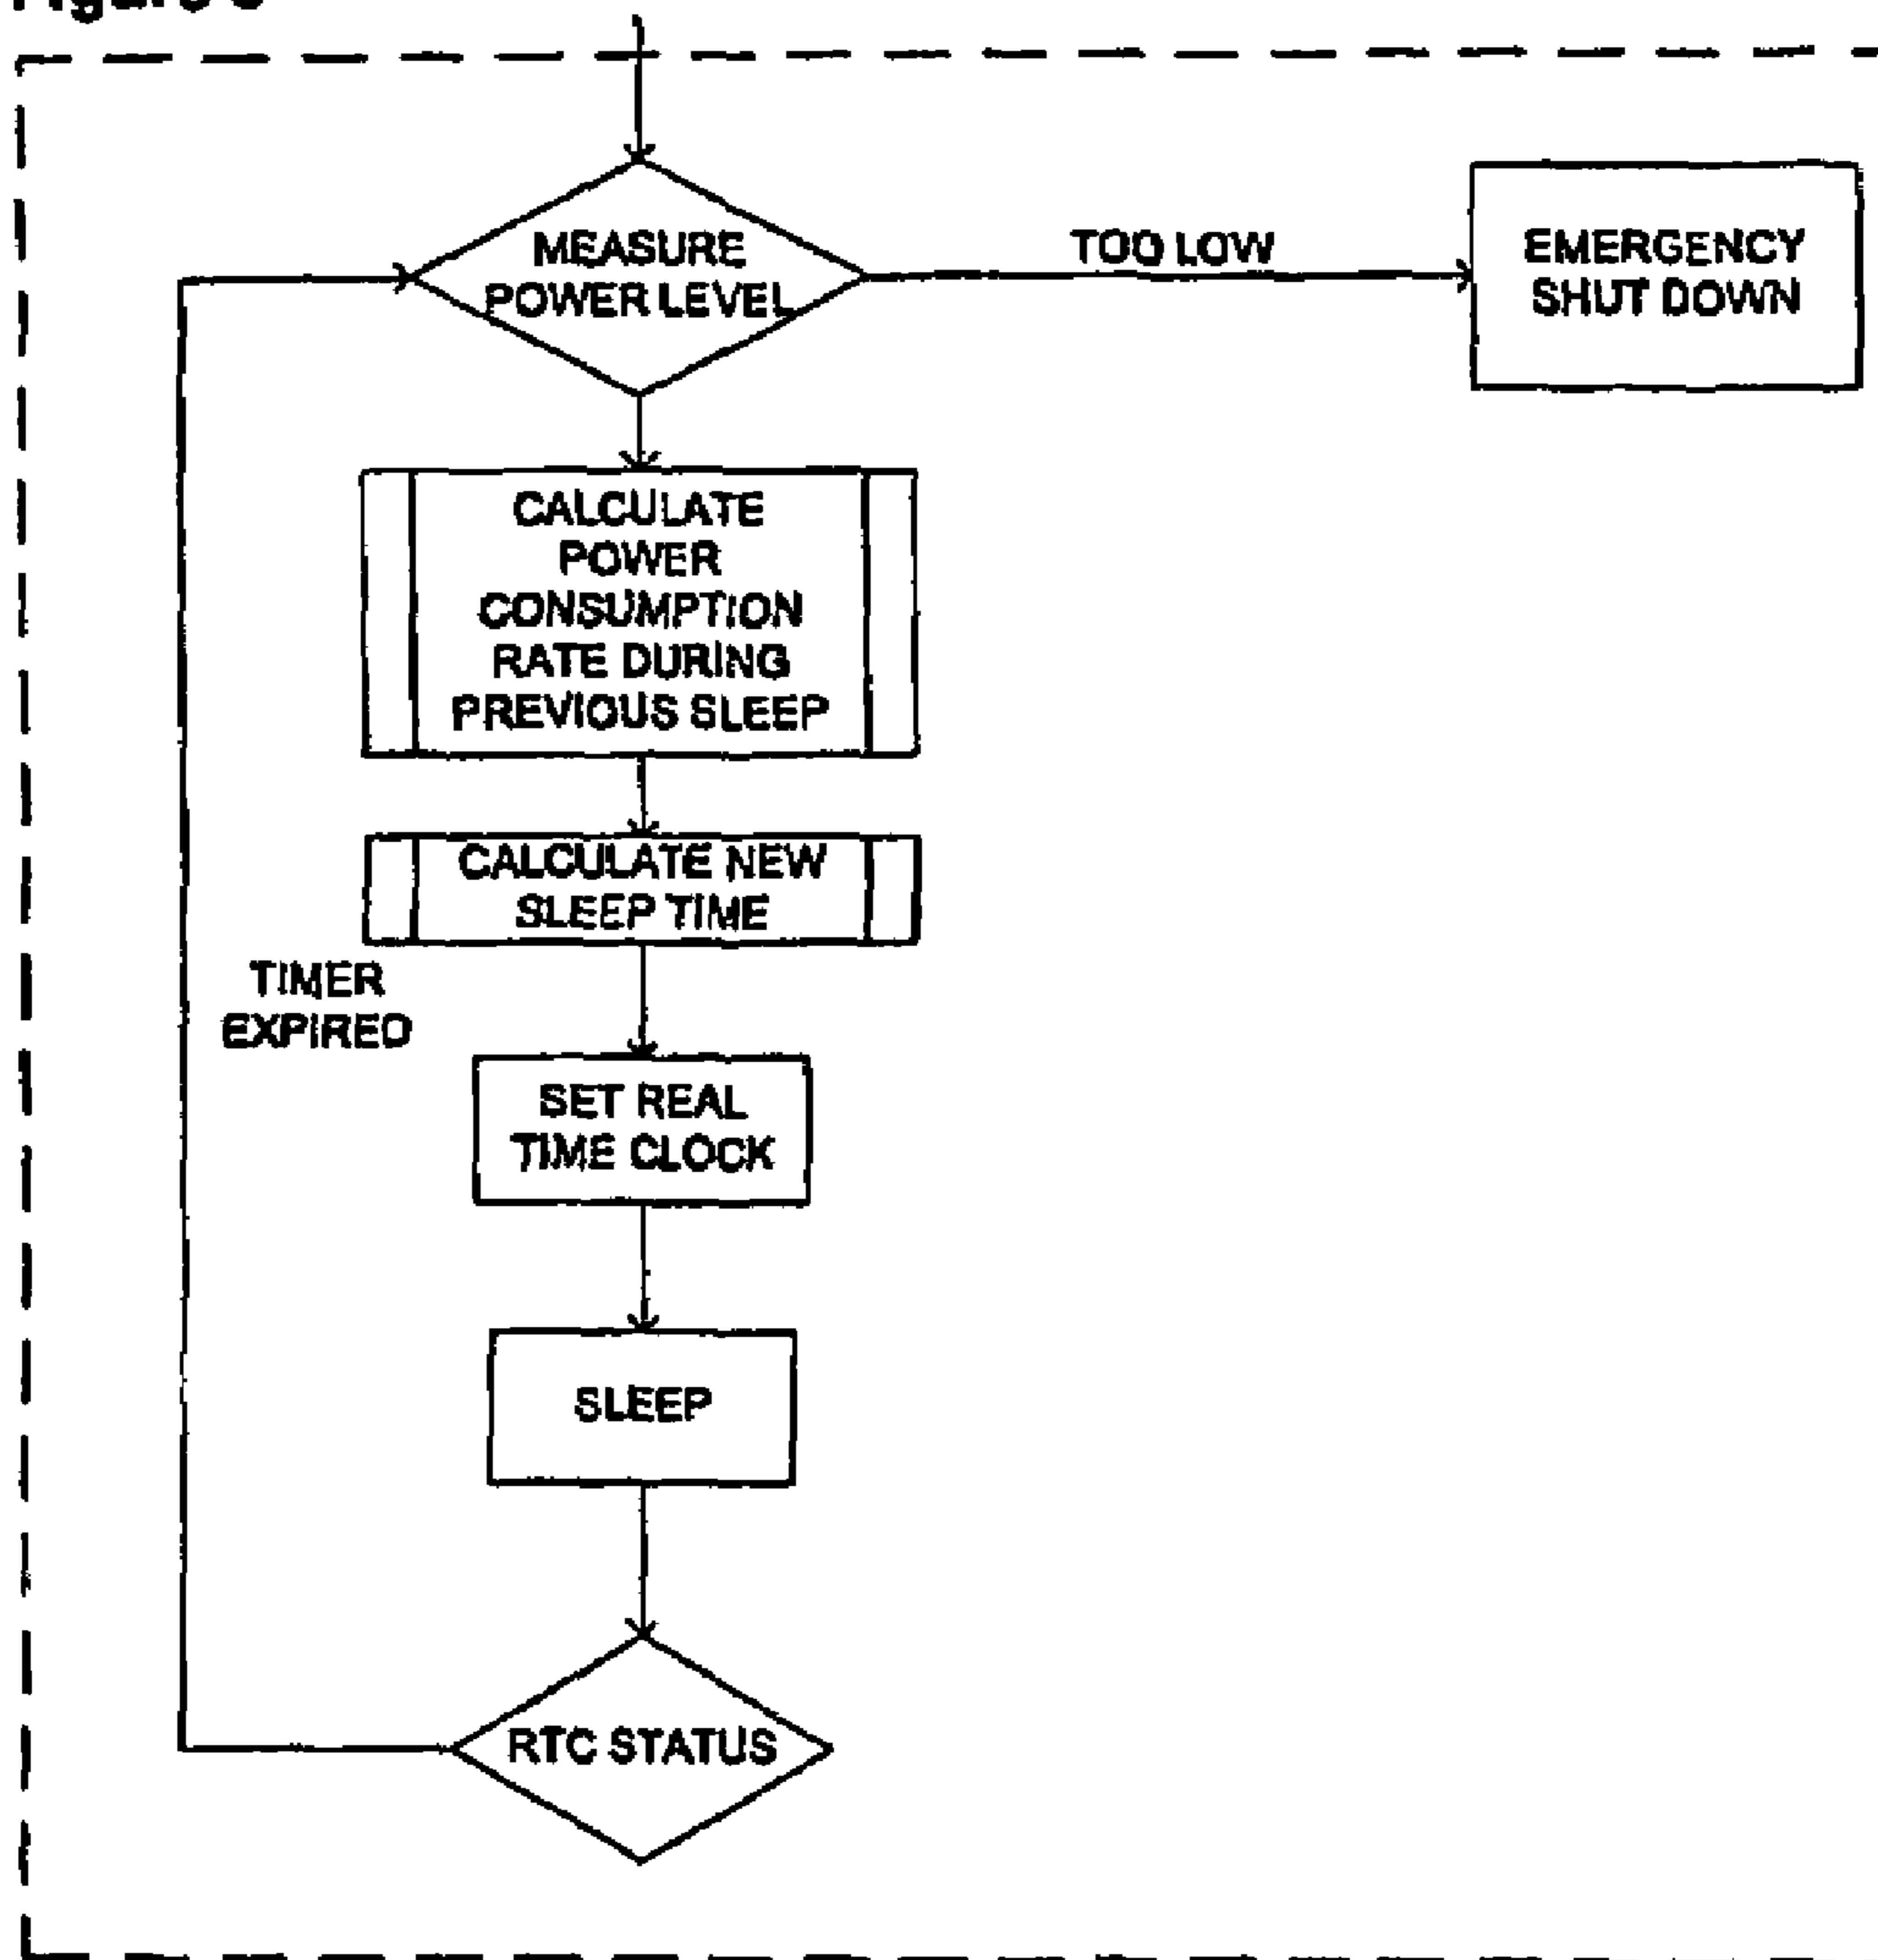 MEASURE
POWER LEVEL
TOO LOW
EMERGENCY
SHUT DOWN
CALCULATE
POWER
CONSUMPTION
RATE DURING
PREVIOUS SLEEP
CALCULATE NEW
SLEEP TIME
TIMER
EXPIRED
SET REAL
TIME CLOCK
SLEEP
RTC STATUS